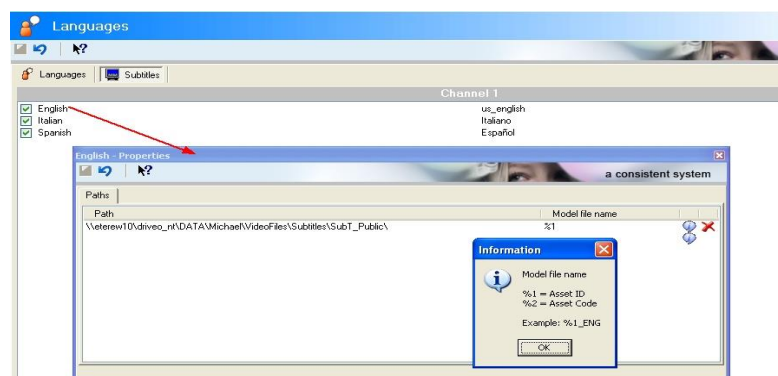 Languages
Languages Subtitles
Channel 1
English us_english
Italian Italiano
Spanish Español
English - Properties
a consistent system
Paths
Path Model file name
\\eterew10\driveo_nt\DATA\Michael\VideoFiles\Subtitles\SubT_Public\ %1
Information
Model file name
%1 = Asset ID
%2 = Asset Code
Example: %1_ENG
OK